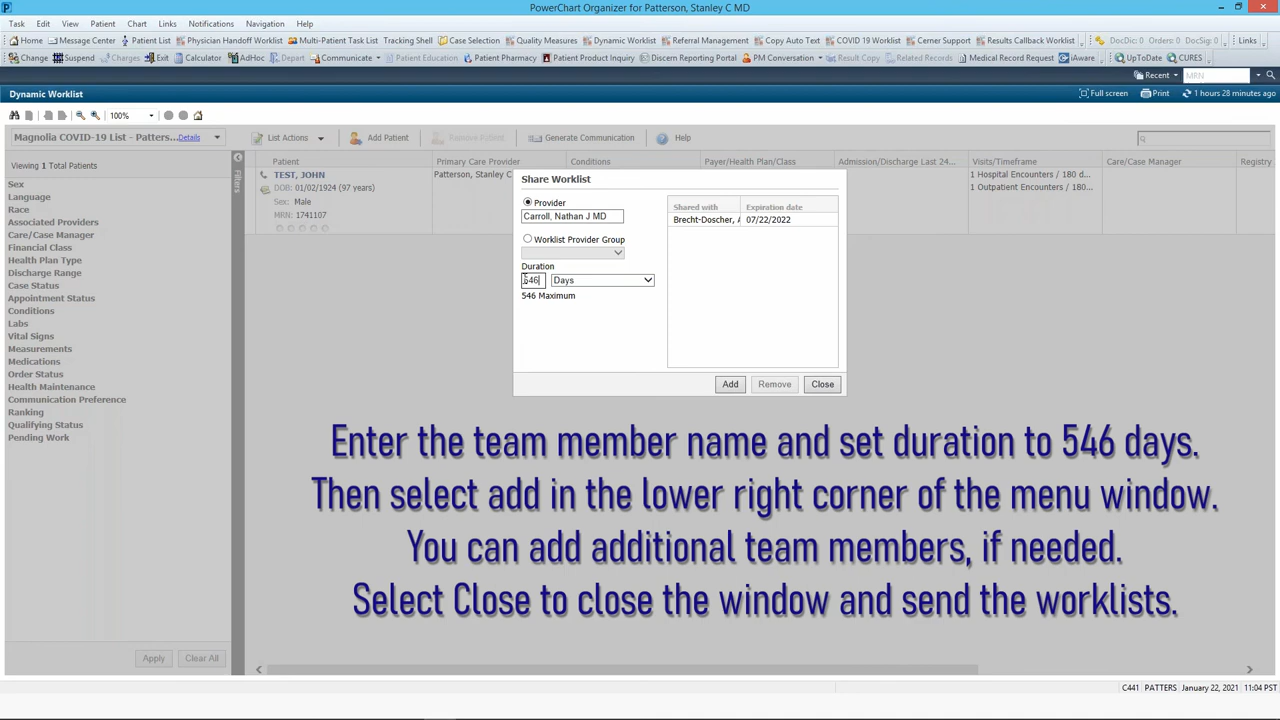 PowerChart Organizer for Patterson, Stanley C MD
Task Edit View Patient Chart Links Notifications Navigation Help
Home Message Center Patient List Physician Handoff Worklist Multi-Patient Task List Tracking Shell Case Selection Quality Measures Dynamic Worklist Referral Management Copy Auto Text COVID 19 Worklist Cerner Support Results Callback Worklist DocDic: 0 Orders: 0 OrdSig: 0 Links
Change Suspend Charges Exit Calculator AdHoc Depart Communicate Patient Education Patient Pharmacy Patient Product Inquiry Discern Reporting Portal PM Conversation Result Copy Related Records Medical Record Request iAware UpToDate CURES
Recent MRN
Dynamic Worklist Full screen Print 1 hours 28 minutes ago
100%
Magnolia COVID-19 List - Patters... Details List Actions Add Patient Remove Patient Generate Communication Help
Viewing 1 Total Patients
Sex
Language
Race
Associated Providers
Care/Case Manager
Financial Class
Health Plan Type
Discharge Range
Case Status
Appointment Status
Conditions
Labs
Vital Signs
Measurements
Medications
Order Status
Health Maintenance
Communication Preference
Ranking
Qualifying Status
Pending Work
Apply Clear All
Filters
Patient Primary Care Provider Conditions Payer/Health Plan/Class Admission/Discharge Last 24... Visits/Timeframe Care/Case Manager Registry
TEST, JOHN Patterson, Stanley C 1 Hospital Encounters / 180 d...
DOB: 01/02/1924 (97 years) 1 Outpatient Encounters / 180...
Sex: Male
MRN: 1741107
Share Worklist
Provider
Carroll, Nathan J MD
Worklist Provider Group
Duration
546 Days
546 Maximum
Shared with Expiration date
Brecht-Doscher, A 07/22/2022
Add Remove Close
Enter the team member name and set duration to 546 days.
Then select add in the lower right corner of the menu window.
You can add additional team members, if needed.
Select Close to close the window and send the worklists.
C441 PATTERS January 22, 2021 11:04 PST